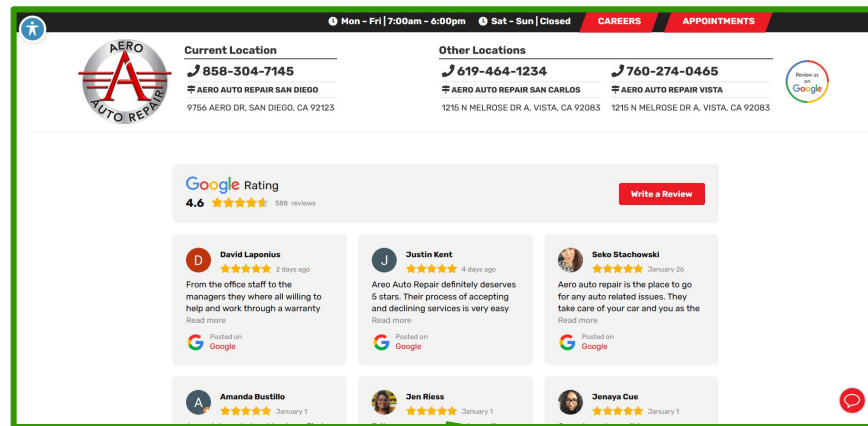 Mon – Fri | 7:00am – 6:00pm Sat – Sun | Closed CAREERS APPOINTMENTS
AERO
A
AUTO REPAIR
Current Location
858-304-7145
AERO AUTO REPAIR SAN DIEGO
9756 AERO DR, SAN DIEGO, CA 92123
Other Locations
619-464-1234
AERO AUTO REPAIR SAN CARLOS
1215 N MELROSE DR A, VISTA, CA 92083
760-274-0465
AERO AUTO REPAIR VISTA
1215 N MELROSE DR A, VISTA, CA 92083
Review us
on
Google
Google Rating
4.6 588 reviews
Write a Review
D
David Laponius
2 days ago
From the office staff to the
managers they where all willing to
help and work through a warranty
Read more
Posted on
Google
J
Justin Kent
4 days ago
Areo Auto Repair definitely deserves
5 stars. Their process of accepting
and declining services is very easy
Read more
Posted on
Google
Seko Stachowski
January 26
Aero auto repair is the place to go
for any auto related issues. They
take care of your car and you as the
Read more
Posted on
Google
A
Amanda Bustillo
January 1
Jen Riess
January 1
Jenaya Cue
January 1